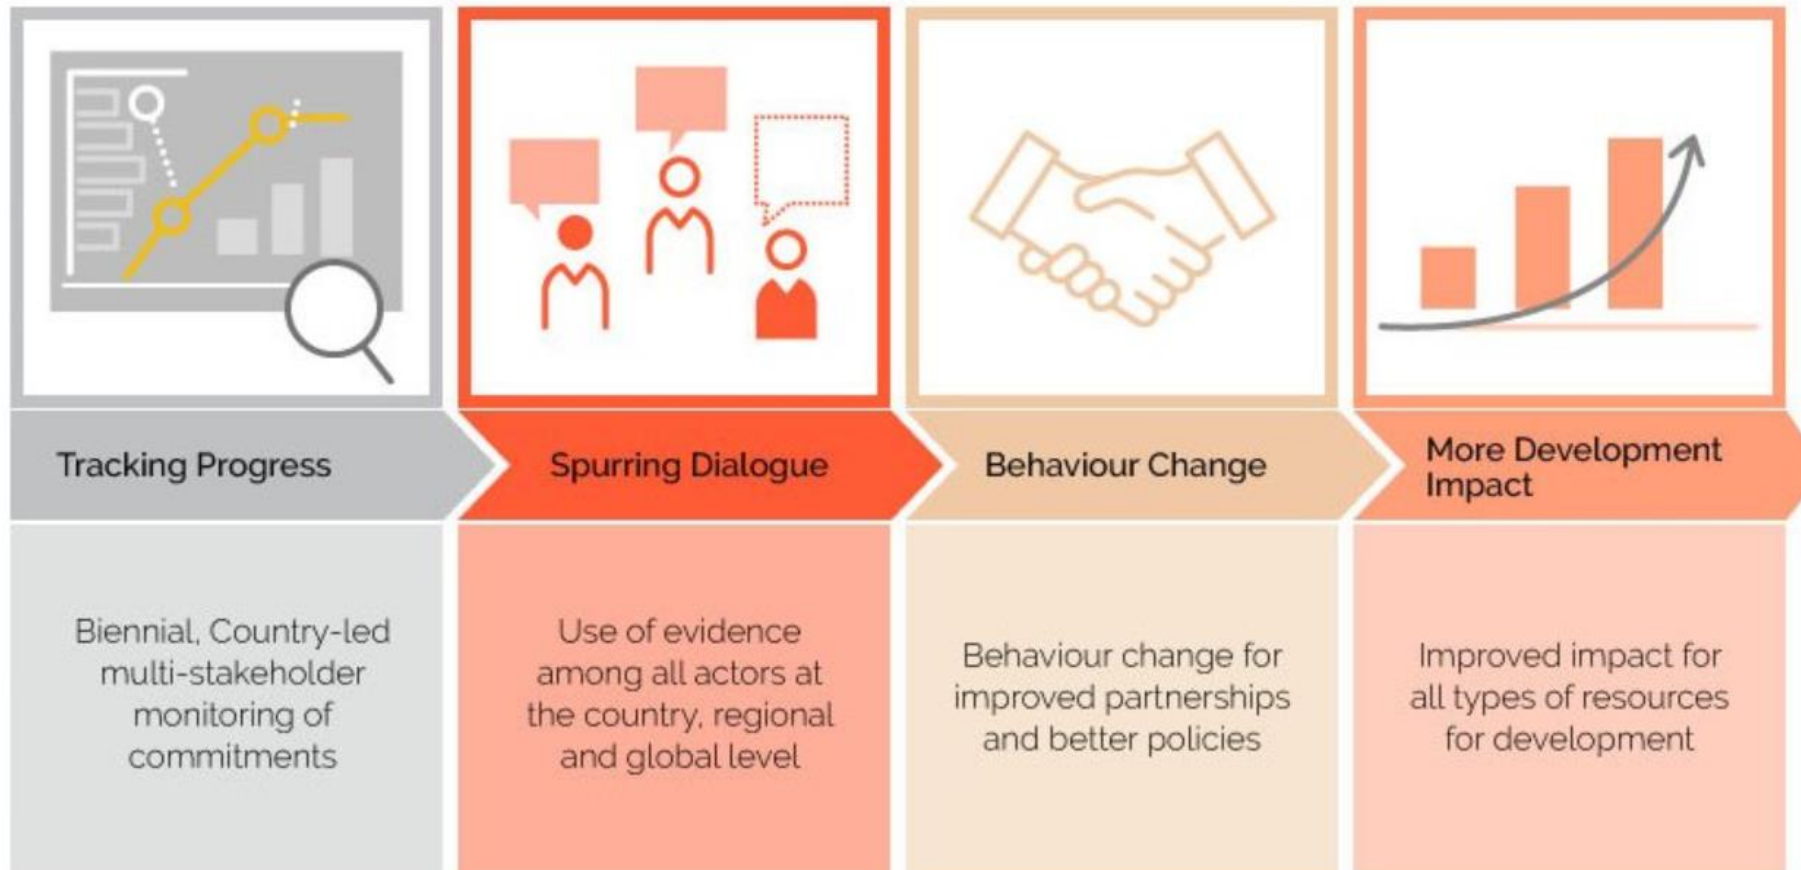 Tracking Progress
Spurring Dialogue
Behaviour Change
More Development
Impact
Biennial, Country-led
multi-stakeholder
monitoring of
commitments
Use of evidence
among all actors at
the country, regional
and global level
Behaviour change for
improved partnerships
and better policies
Improved impact for
all types of resources
for development